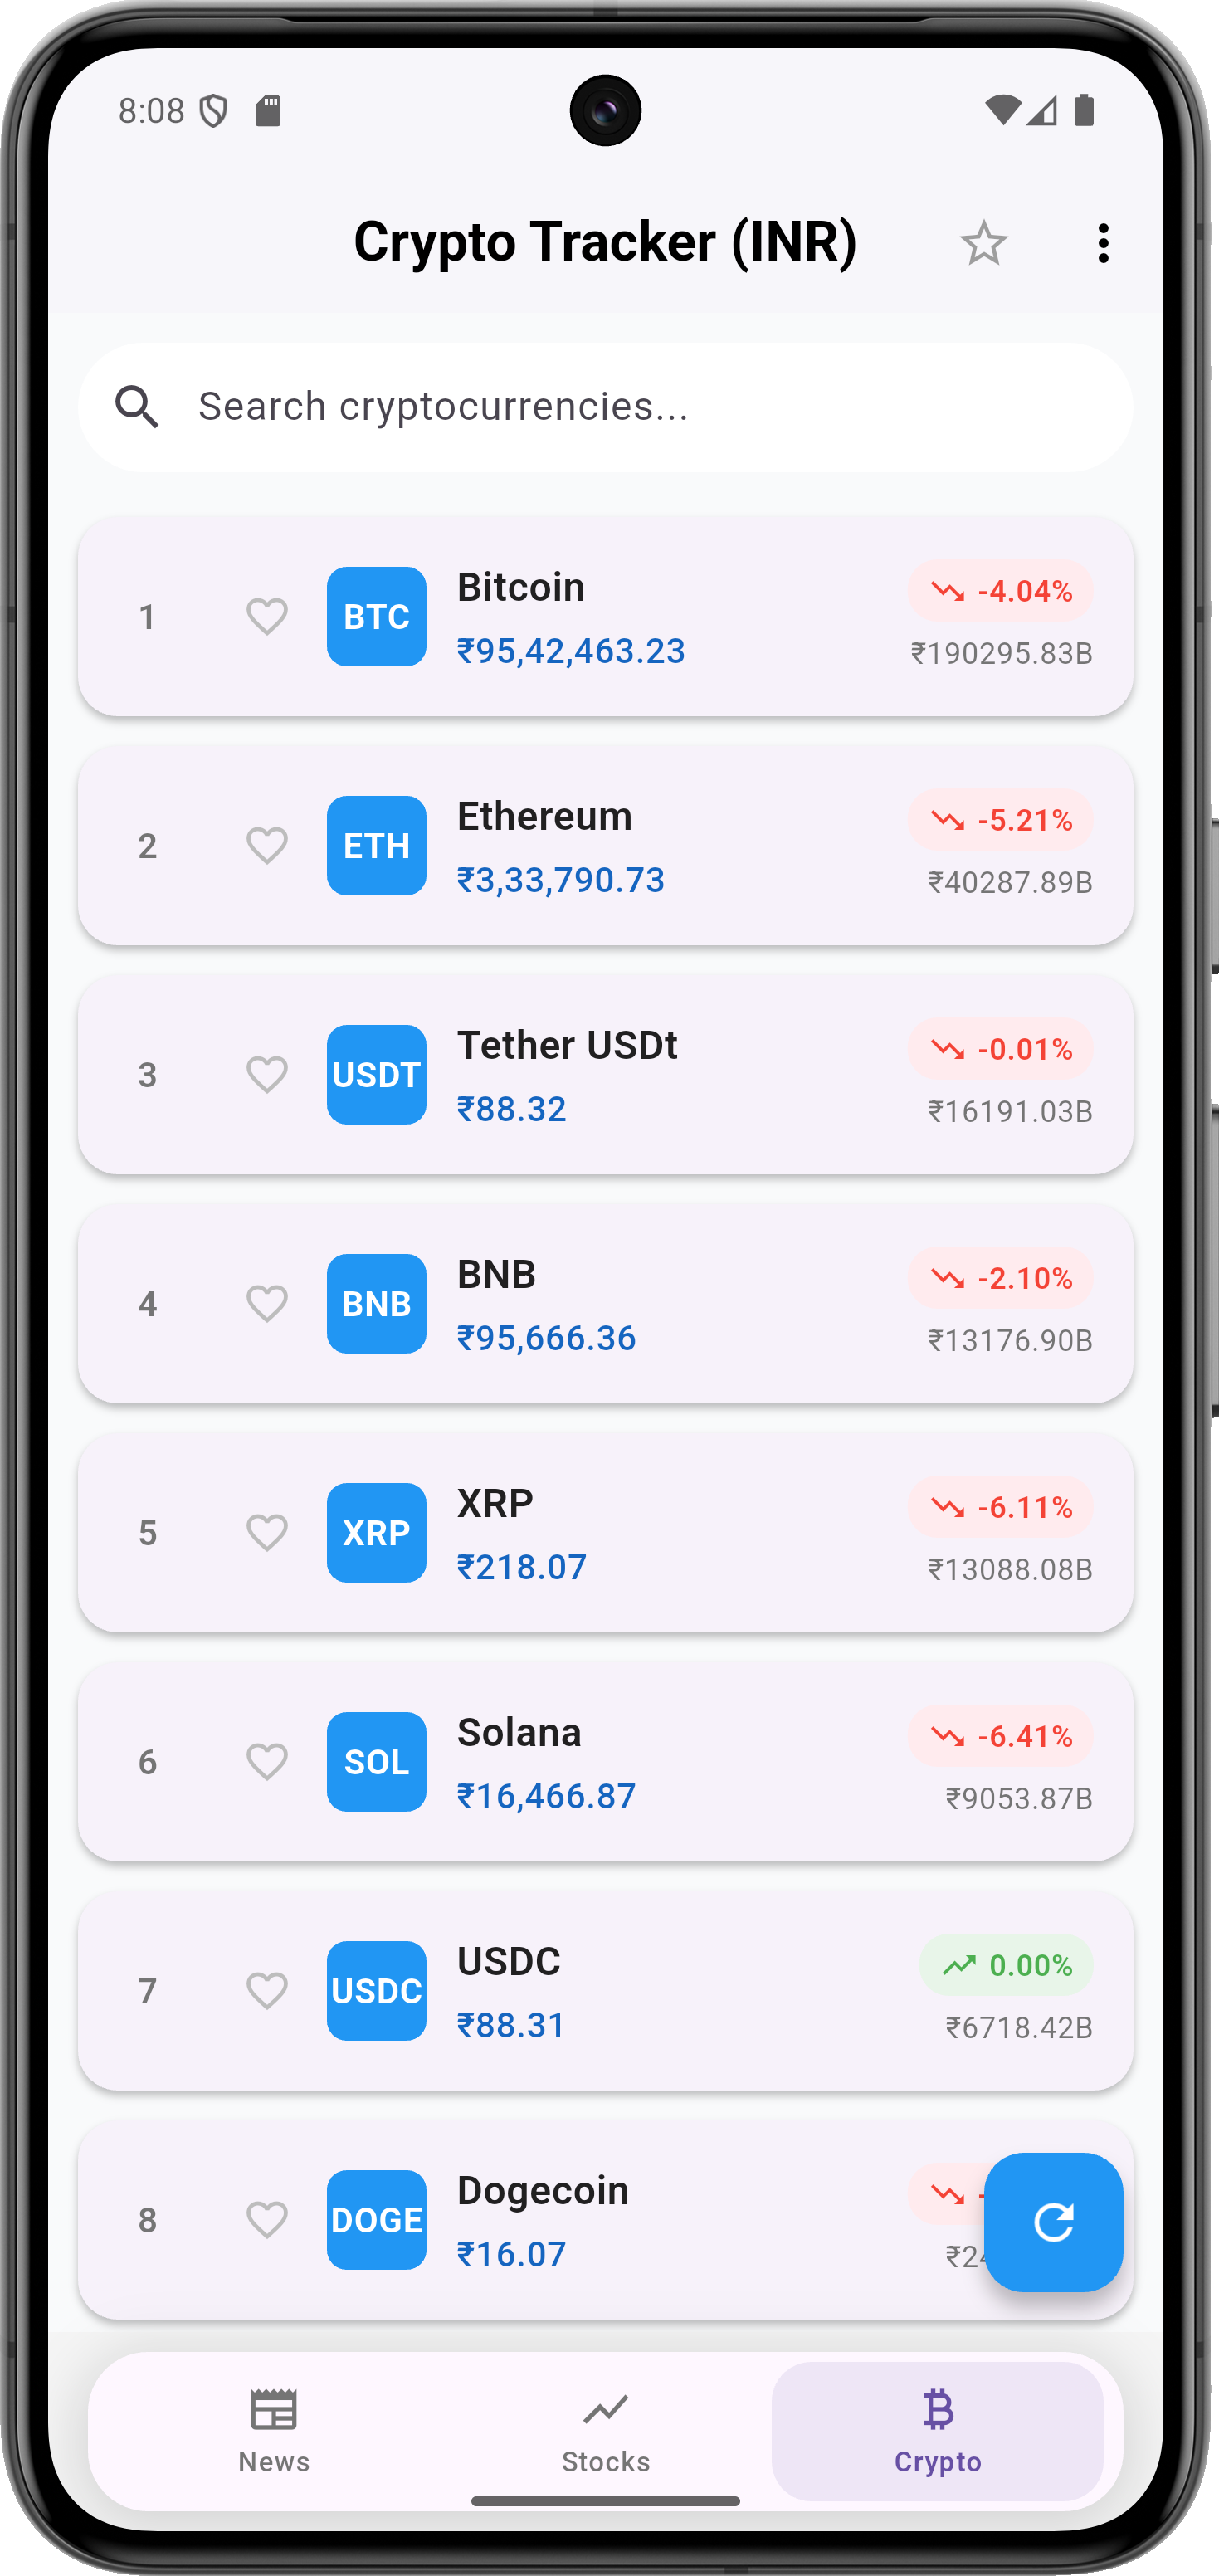 8:08
Crypto Tracker (INR)
Search cryptocurrencies...
1
BTC
Bitcoin
₹95,42,463.23
-4.04%
₹190295.83B
2
ETH
Ethereum
₹3,33,790.73
-5.21%
₹40287.89B
3
USDT
Tether USDt
₹88.32
-0.01%
₹16191.03B
4
BNB
BNB
₹95,666.36
-2.10%
₹13176.90B
5
XRP
XRP
₹218.07
-6.11%
₹13088.08B
6
SOL
Solana
₹16,466.87
-6.41%
₹9053.87B
7
USDC
USDC
₹88.31
0.00%
₹6718.42B
8
DOGE
Dogecoin
₹16.07
News
Stocks
Crypto